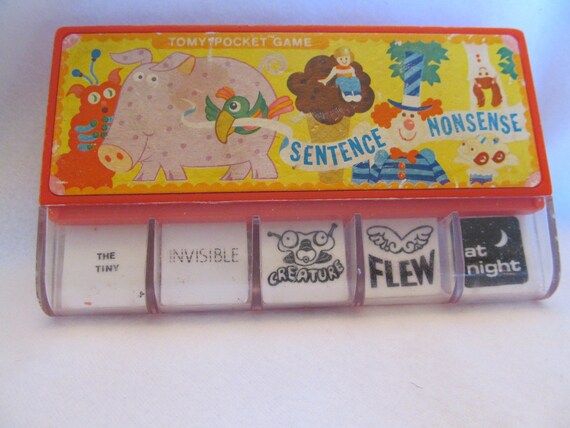 TOMY POCKET GAME
SENTENCE NONSENSE
THE
TiNY
INVISIBLE
CREATURE
FLEW
at
night